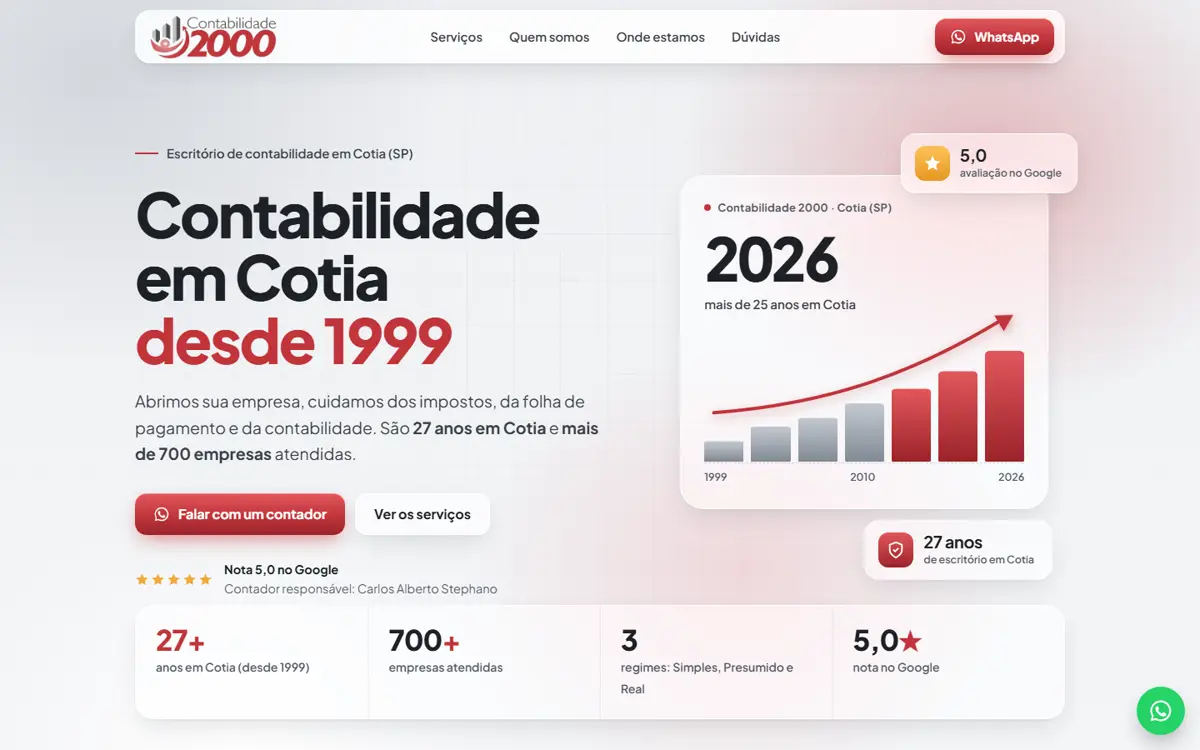 Contabilidade
2000
Serviços
Quem somos
Onde estamos
Dúvidas
WhatsApp
Escritório de contabilidade em Cotia (SP)
Contabilidade
em Cotia
desde 1999
Abrimos sua empresa, cuidamos dos impostos, da folha de
pagamento e da contabilidade. São 27 anos em Cotia e mais
de 700 empresas atendidas.
Falar com um contador
Ver os serviços
Nota 5,0 no Google
Contador responsável: Carlos Alberto Stephano
5,0
avaliação no Google
Contabilidade 2000 · Cotia (SP)
2026
mais de 25 anos em Cotia
1999
2010
2026
27 anos
de escritório em Cotia
27+
anos em Cotia (desde 1999)
700+
empresas atendidas
3
regimes: Simples, Presumido e
Real
5,0★
nota no Google